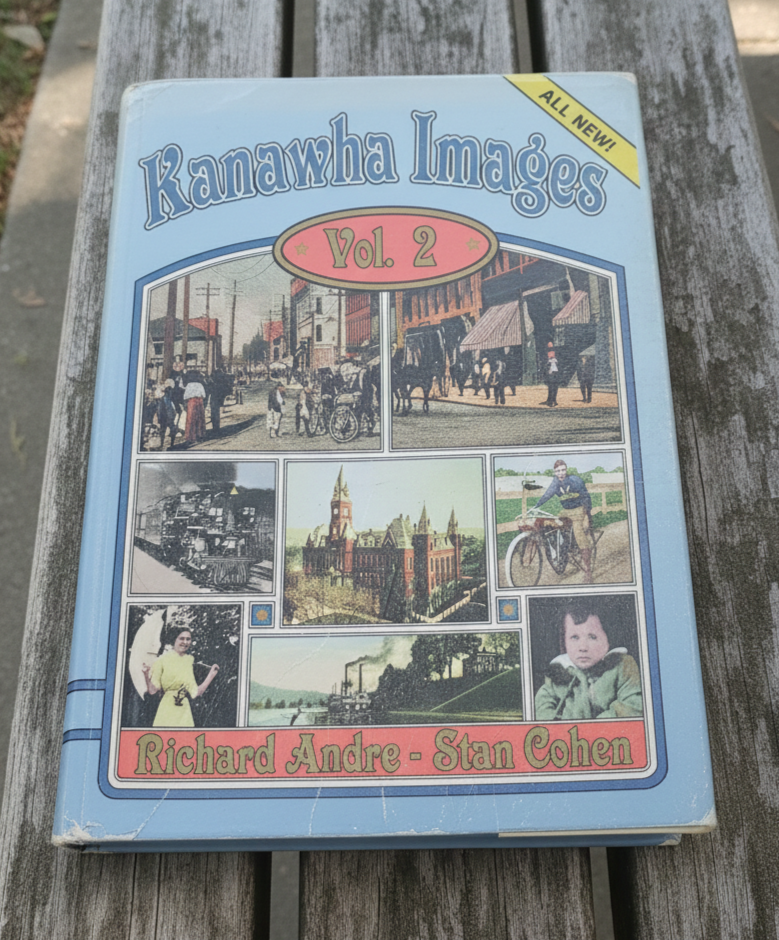 ALL NEW!
Kanawha Images
Vol. 2
Richard Andre - Stan Cohen